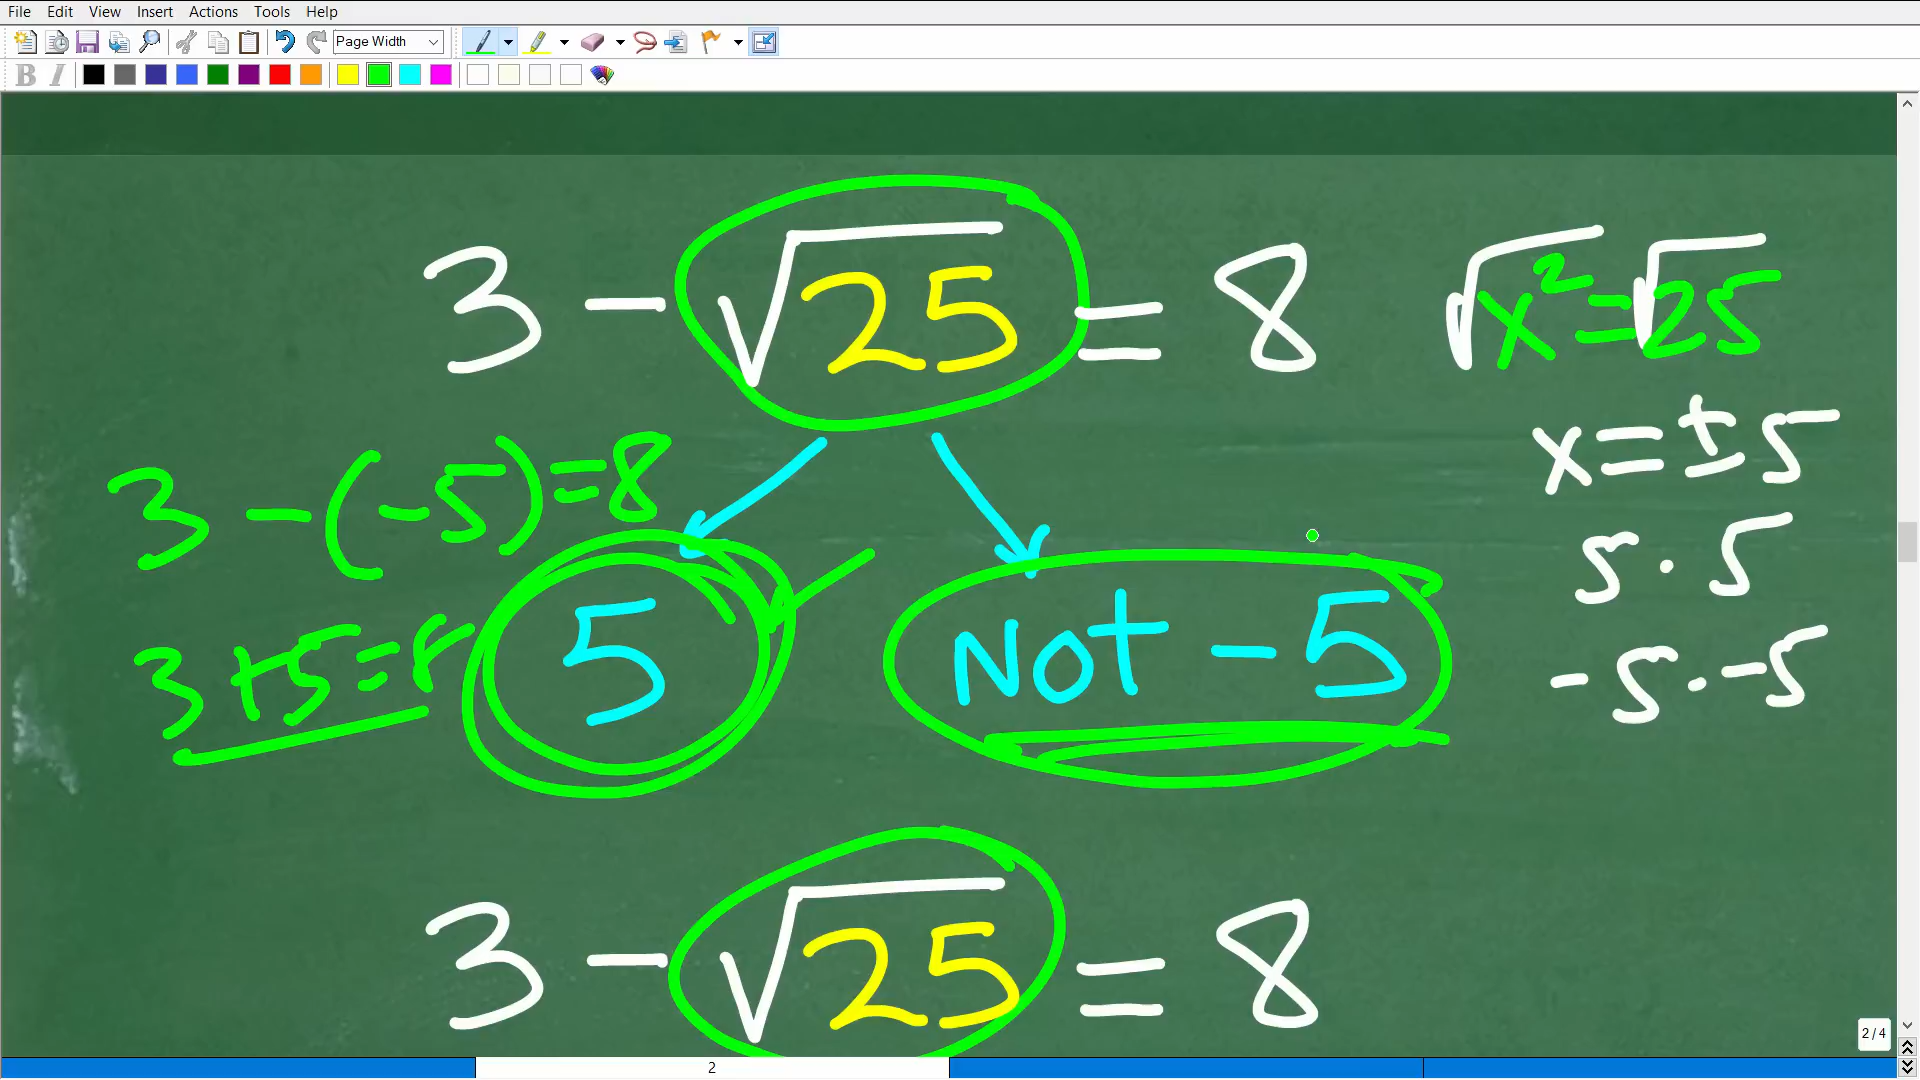 File Edit View Insert Actions Tools Help
Page Width
B I
3 - √25 = 8
√x² = √25
x = ± 5
3 - (-5) = 8
5 · 5
3 + 5 = 8
5
Not - 5
- 5 · - 5
3 - √25 = 8
2 / 4
2